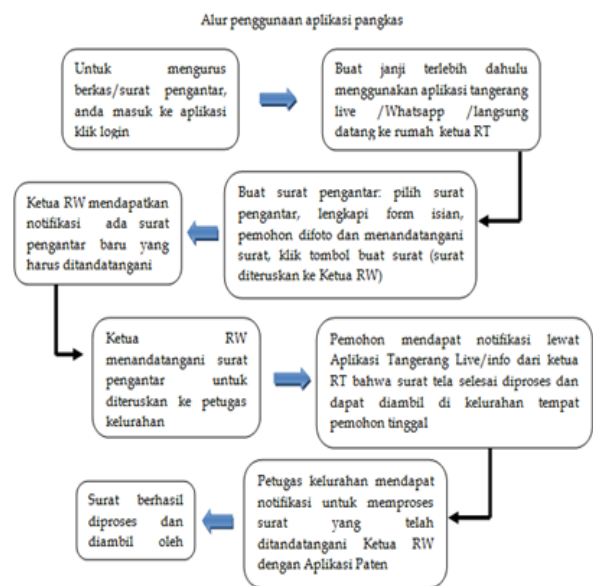 Alur penggunaan aplikasi pangkas
Untuk mengurus
berkas/surat pengantar,
anda masuk ke aplikasi
klik login
Buat janji terlebih dahulu
menggunakan aplikasi tangerang
live /Whatsapp /langsung
datang ke rumah ketua RT
Buat surat pengantar: pilih surat
pengantar, lengkapi form isian,
pemohon difoto dan menandatangani
surat, klik tombol buat surat (surat
diteruskan ke Ketua RW)
Ketua RW mendapatkan
notifikasi ada surat
pengantar baru yang
harus ditandatangani
Ketua RW
menandatangani surat
pengantar untuk
diteruskan ke petugas
kelurahan
Pemohon mendapat notifikasi lewat
Aplikasi Tangerang Live/info dari ketua
RT bahwa surat tela selesai diproses dan
dapat diambil di kelurahan tempat
pemohon tinggal
Petugas kelurahan mendapat
notifikasi untuk memproses
surat yang telah
ditandatangani Ketua RW
dengan Aplikasi Paten
Surat berhasil
diproses dan
diambil oleh